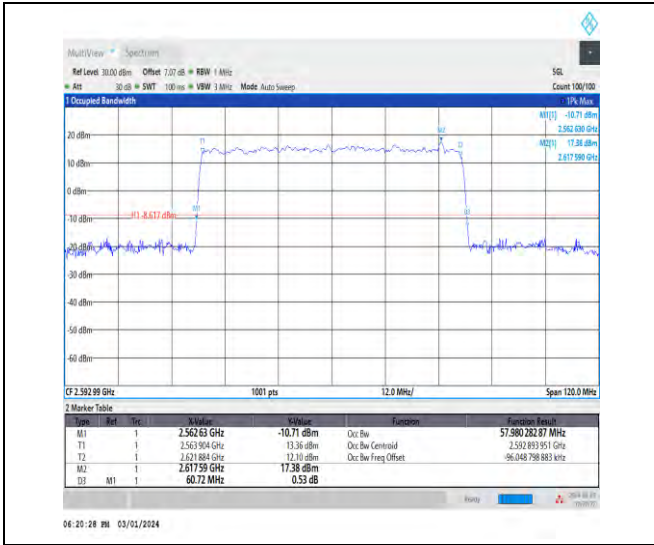 MultiView Spectrum
Ref Level 30.00 dBm Offset 7.07 dB RBW 1 MHz SGL
Att 30 dB SWT 100 ms VBW 3 MHz Mode Auto Sweep Count 100/100
1 Occupied Bandwidth 1Pk Max
M1[1] -10.71 dBm
2.562 630 GHz
M2[1] 17.38 dBm
2.617 590 GHz
20 dBm
T1
M2
10 dBm
0 dBm
M1
-10 dBm
H1 -8.617 dBm
-20 dBm
-30 dBm
-40 dBm
-50 dBm
-60 dBm
CF 2.592 99 GHz 1001 pts 12.0 MHz/ Span 120.0 MHz
2 Marker Table
Type Ref Trc X-Value Y-Value Function Function Result
M1 1 2.562 63 GHz -10.71 dBm Occ Bw 57.980 282 87 MHz
T1 1 2.563 904 GHz 13.36 dBm Occ Bw Centroid 2.592 893 951 GHz
T2 1 2.621 884 GHz 12.10 dBm Occ Bw Freq Offset -96.048 798 883 kHz
M2 1 2.617 59 GHz 17.38 dBm
D3 M1 1 60.72 MHz 0.53 dB
Ready
06:20:28 PM 03/01/2024